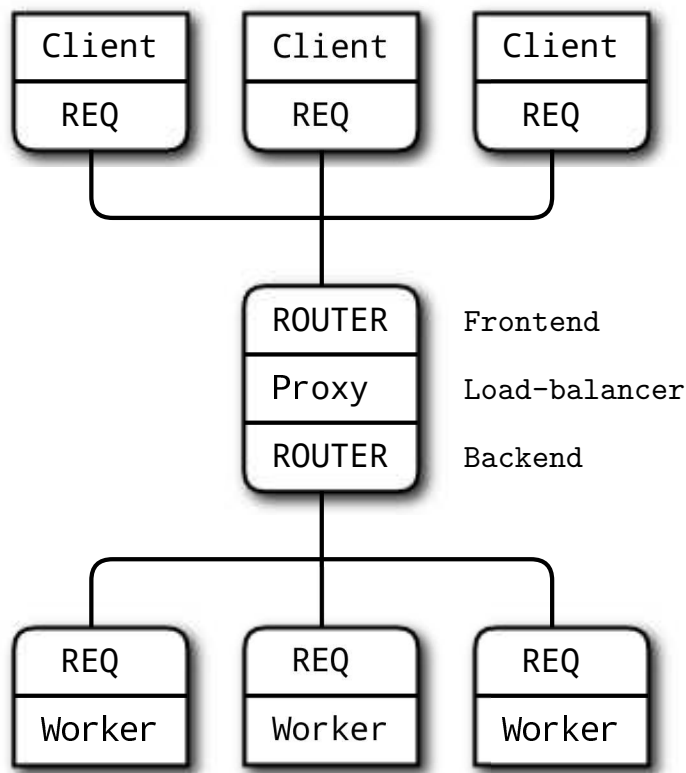 Client Client Client
REQ REQ REQ
ROUTER Frontend
Proxy Load-balancer
ROUTER Backend
REQ REQ REQ
Worker Worker Worker